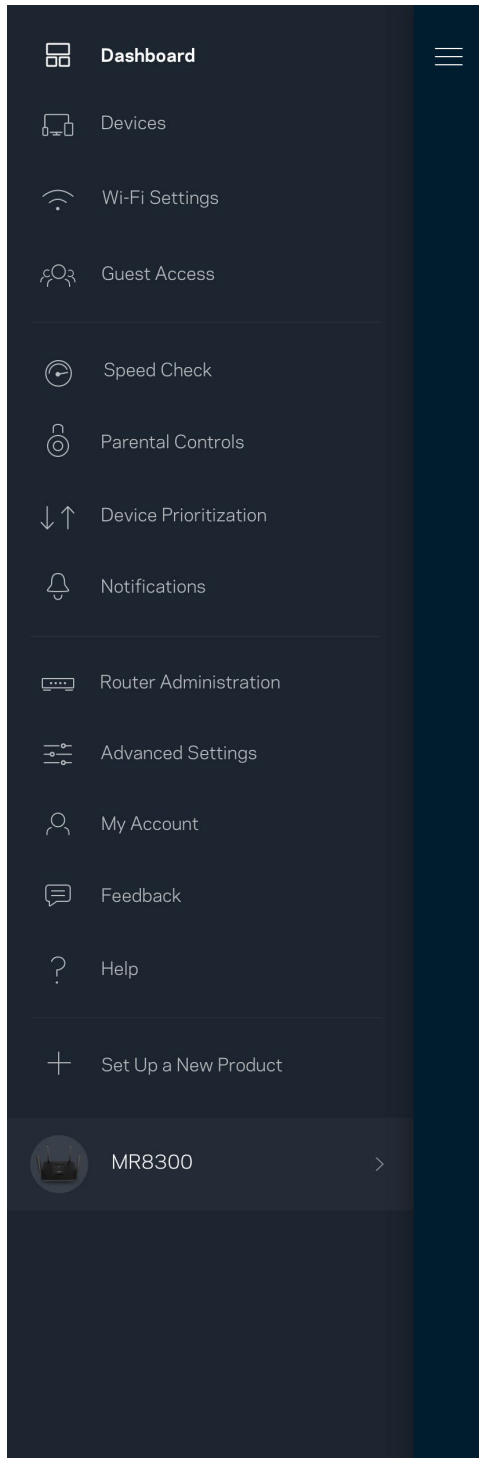 Dashboard
Devices
Wi-Fi Settings
Guest Access
Speed Check
Parental Controls
Device Prioritization
Notifications
Router Administration
Advanced Settings
My Account
Feedback
Help
Set Up a New Product
MR8300